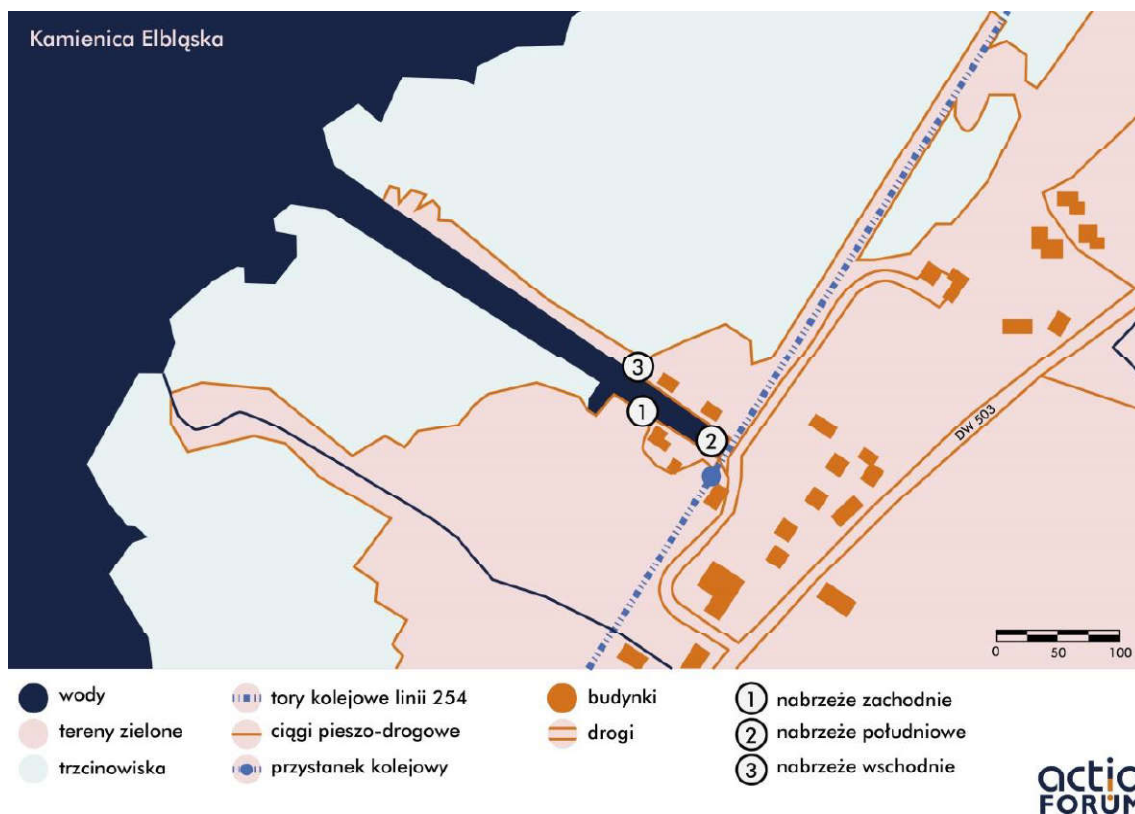 Kamienica Elbląska
3
1
2
DW 503
0 50 100
wody
tereny zielone
trzcinowiska
tory kolejowe linii 254
ciągi pieszo-drogowe
przystanek kolejowy
budynki
drogi
1 nabrzeże zachodnie
2 nabrzeże południowe
3 nabrzeże wschodnie
actia
FORUM